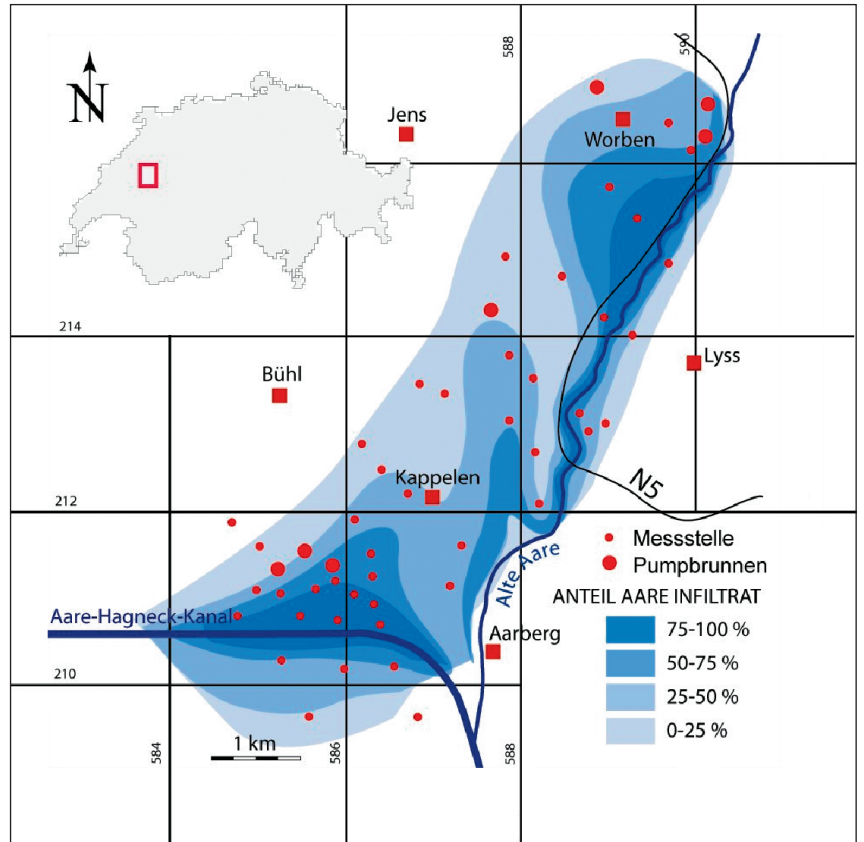 588
590
N
Jens
Worben
214
Lyss
Bühl
Kappelen
N5
212
Messstelle
Pumpbrunnen
Alte Aare
ANTEIL AARE INFILTRAT
Aare-Hagneck-Kanal
75-100 %
Aarberg
50-75 %
210
25-50 %
0-25 %
1 km
584
586
588